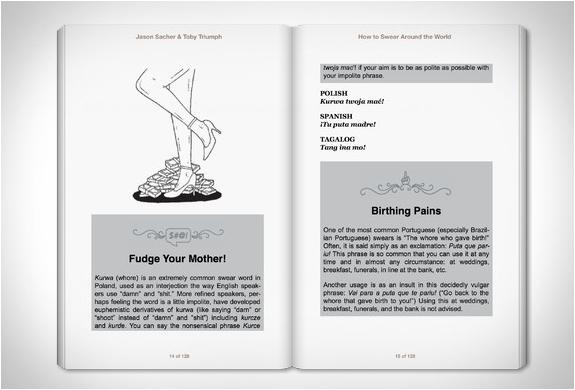 Jason Sacher & Toby Triumph
$#@!
Fudge Your Mother!
Kurwa (whore) is an extremely common swear word in
Poland, used as an interjection the way English speak-
ers use "damn" and "shit." More refined speakers, per-
haps feeling the word is a little impolite, have developed
euphemistic derivatives of kurwa (like saying "dam" or
"shoot" instead of "damn" and "shit") including kurcze
and kurde. You can say the nonsensical phrase Kurce
14 of 128
How to Swear Around the World
twoja mać! if your aim is to be as polite as possible with
your impolite phrase.
POLISH
Kurwa twoja mać!
SPANISH
¡Tu puta madre!
TAGALOG
Tang ina mo!
Birthing Pains
One of the most common Portuguese (especially Brazil-
ian Portuguese) swears is "The whore who gave birth!"
Often, it is said simply as an exclamation: Puta que par-
iu! This phrase is so common that you can use it at any
time and in almost any circumstance: at weddings,
breakfast, funerals, in line at the bank, etc.
Another usage is as an insult in this decidedly vulgar
phrase: Vai para a puta que te pariu! ("Go back to the
whore that gave birth to you!") Using this at weddings,
breakfast, funerals, and the bank is not advised.
15 of 128